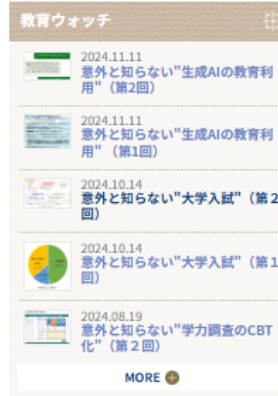 教育ウォッチ
2024.11.11
意外と知らない"生成AIの教育利
用"（第2回）
2024.11.11
意外と知らない"生成AIの教育利
用" （第1回）
2024.10.14
意外と知らない"大学入試"（第2
回）
2024.10.14
意外と知らない"大学入試"（第1
回）
2024.08.19
意外と知らない"学力調査のCBT
化"（第２回）
MORE